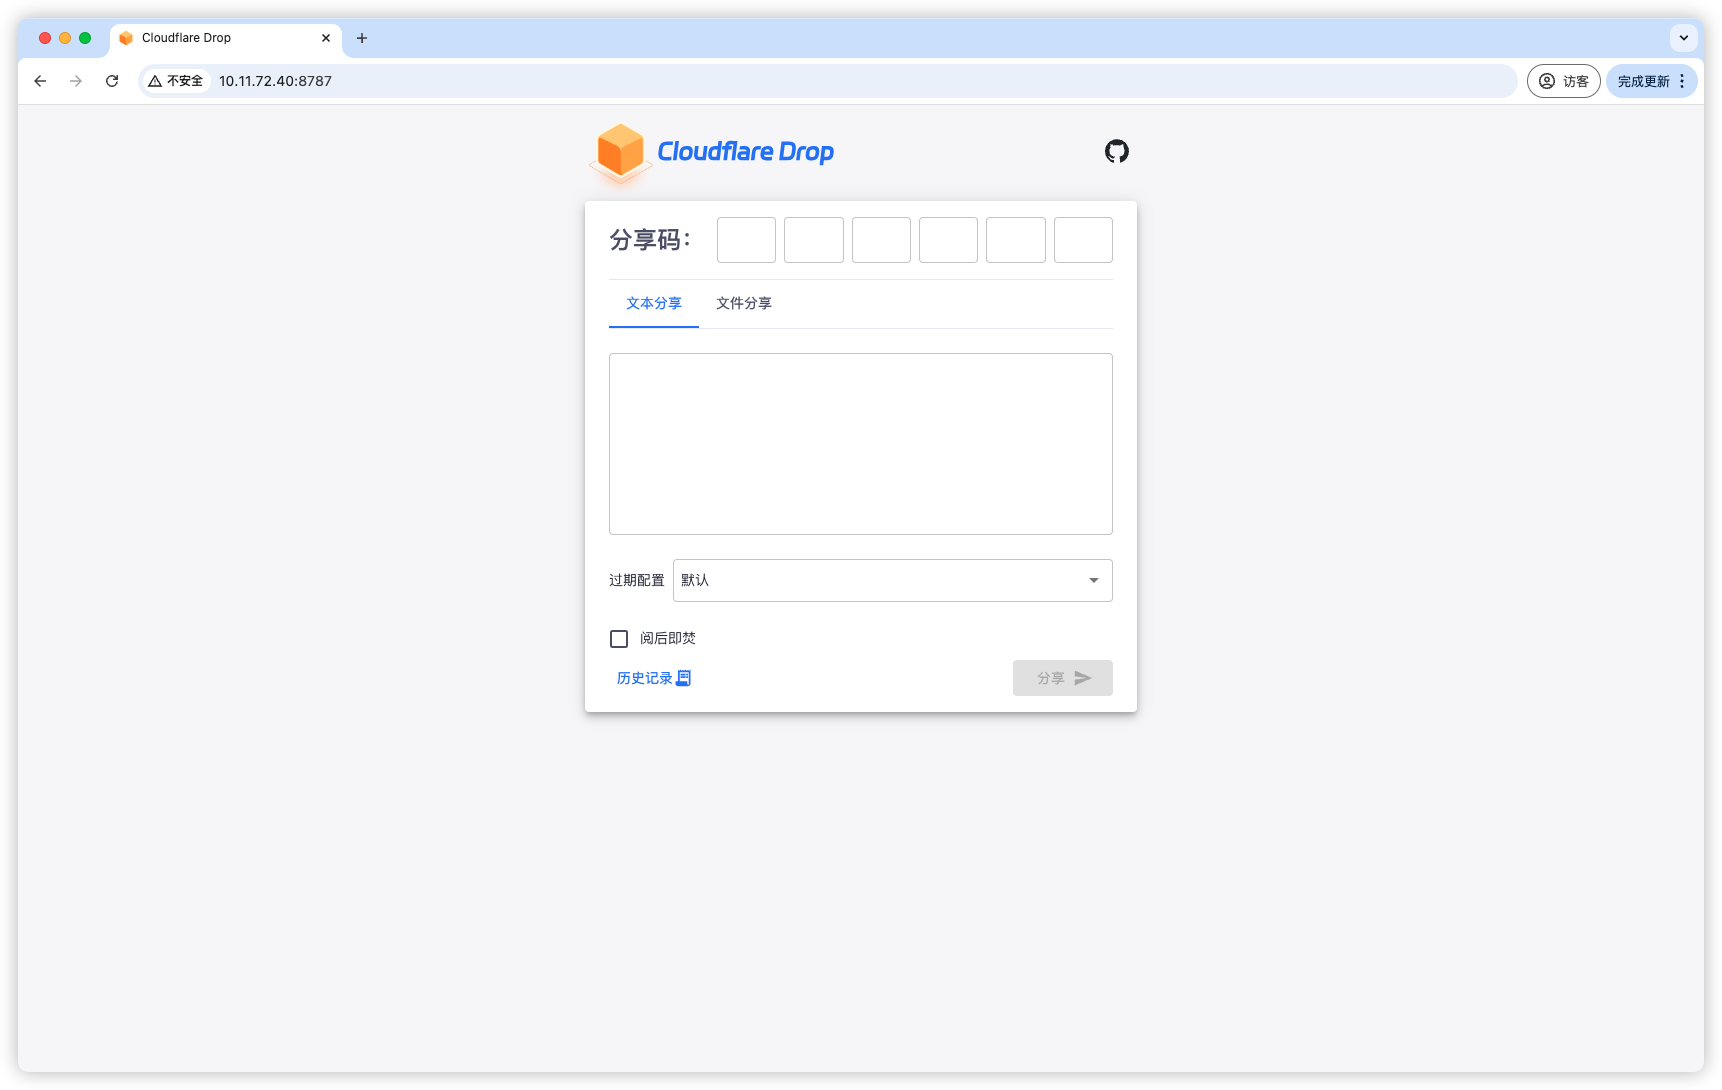 Cloudflare Drop
不安全 10.11.72.40:8787 访客 完成更新
Cloudflare Drop
分享码：
文本分享 文件分享
过期配置 默认
阅后即焚
历史记录 分享